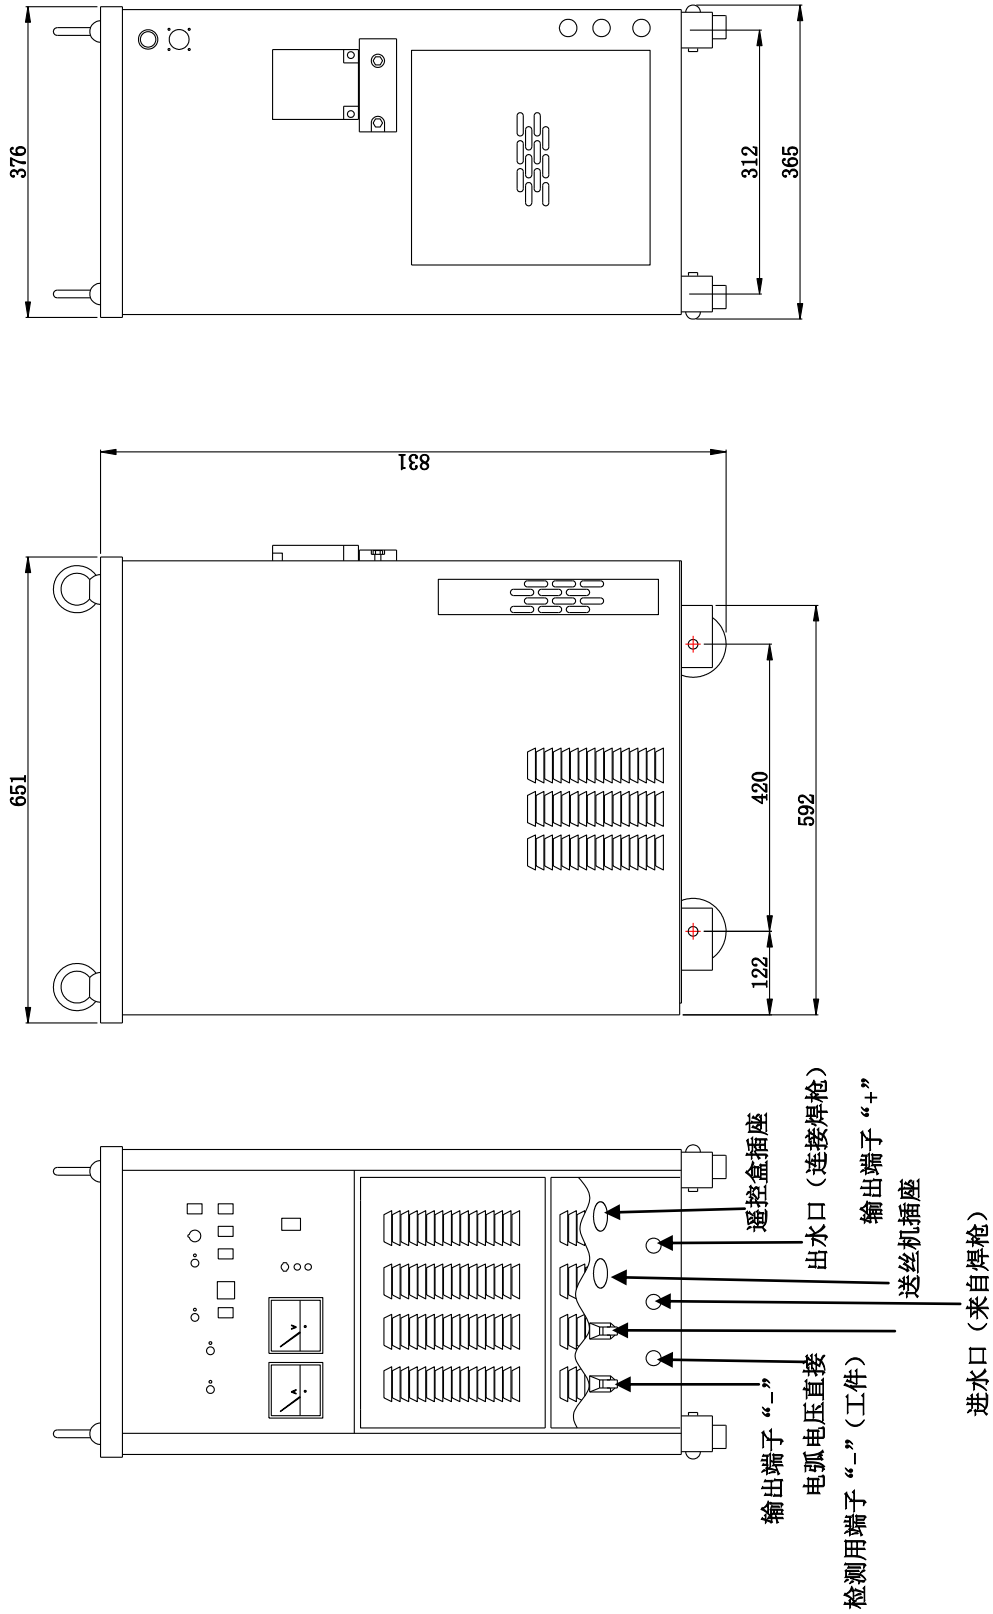 376
312
365
831
651
420
592
122
遥控盒插座
出水口（连接焊枪）
输出端子“+”
送丝机插座
进水口（来自焊枪）
输出端子“-”
电弧电压直接
检测用端子“-”（工件）
V
A